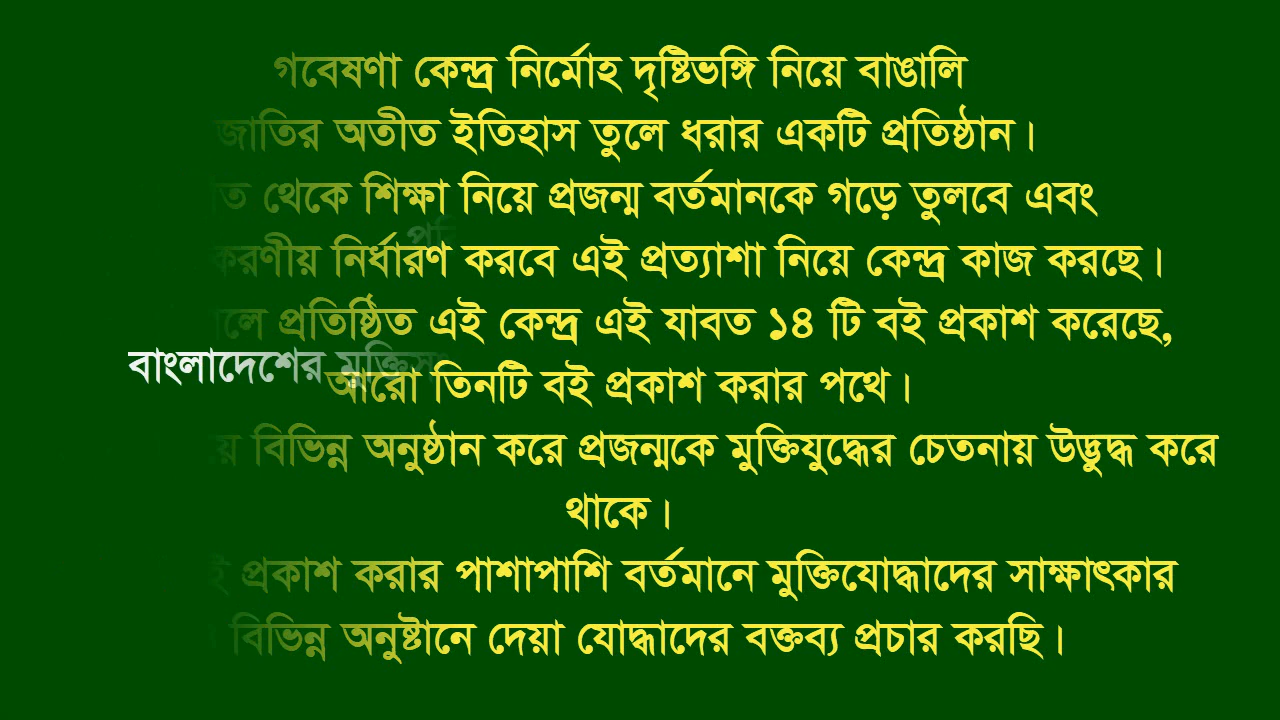 গবেষণা কেন্দ্র নির্মোহ দৃষ্টিভঙ্গি নিয়ে বাঙালি
জাতির অতীত ইতিহাস তুলে ধরার একটি প্রতিষ্ঠান।
থেকে শিক্ষা নিয়ে প্রজন্ম বর্তমানকে গড়ে তুলবে এবং
করণীয় নির্ধারণ করবে এই প্রত্যাশা নিয়ে কেন্দ্র কাজ করছে।
প্রতিষ্ঠিত এই কেন্দ্র এই যাবত ১৪ টি বই প্রকাশ করেছে,
বাংলাদেশের
আরো তিনটি বই প্রকাশ করার পথে।
বিভিন্ন অনুষ্ঠান করে প্রজন্মকে মুক্তিযুদ্ধের চেতনায় উদ্ভুদ্ধ করে
থাকে।
প্রকাশ করার পাশাপাশি বর্তমানে মুক্তিযোদ্ধাদের সাক্ষাৎকার
বিভিন্ন অনুষ্টানে দেয়া যোদ্ধাদের বক্তব্য প্রচার করছি।